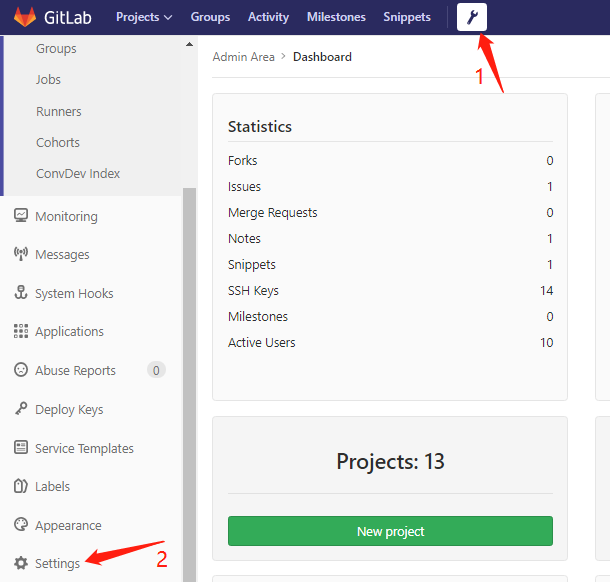 GitLab Projects Groups Activity Milestones Snippets
1
Groups
Jobs
Runners
Cohorts
ConvDev Index
Monitoring
Messages
System Hooks
Applications
Abuse Reports 0
Deploy Keys
Service Templates
Labels
Appearance
Settings
2
Admin Area > Dashboard
Statistics
Forks 0
Issues 1
Merge Requests 0
Notes 1
Snippets 1
SSH Keys 14
Milestones 0
Active Users 10
Projects: 13
New project